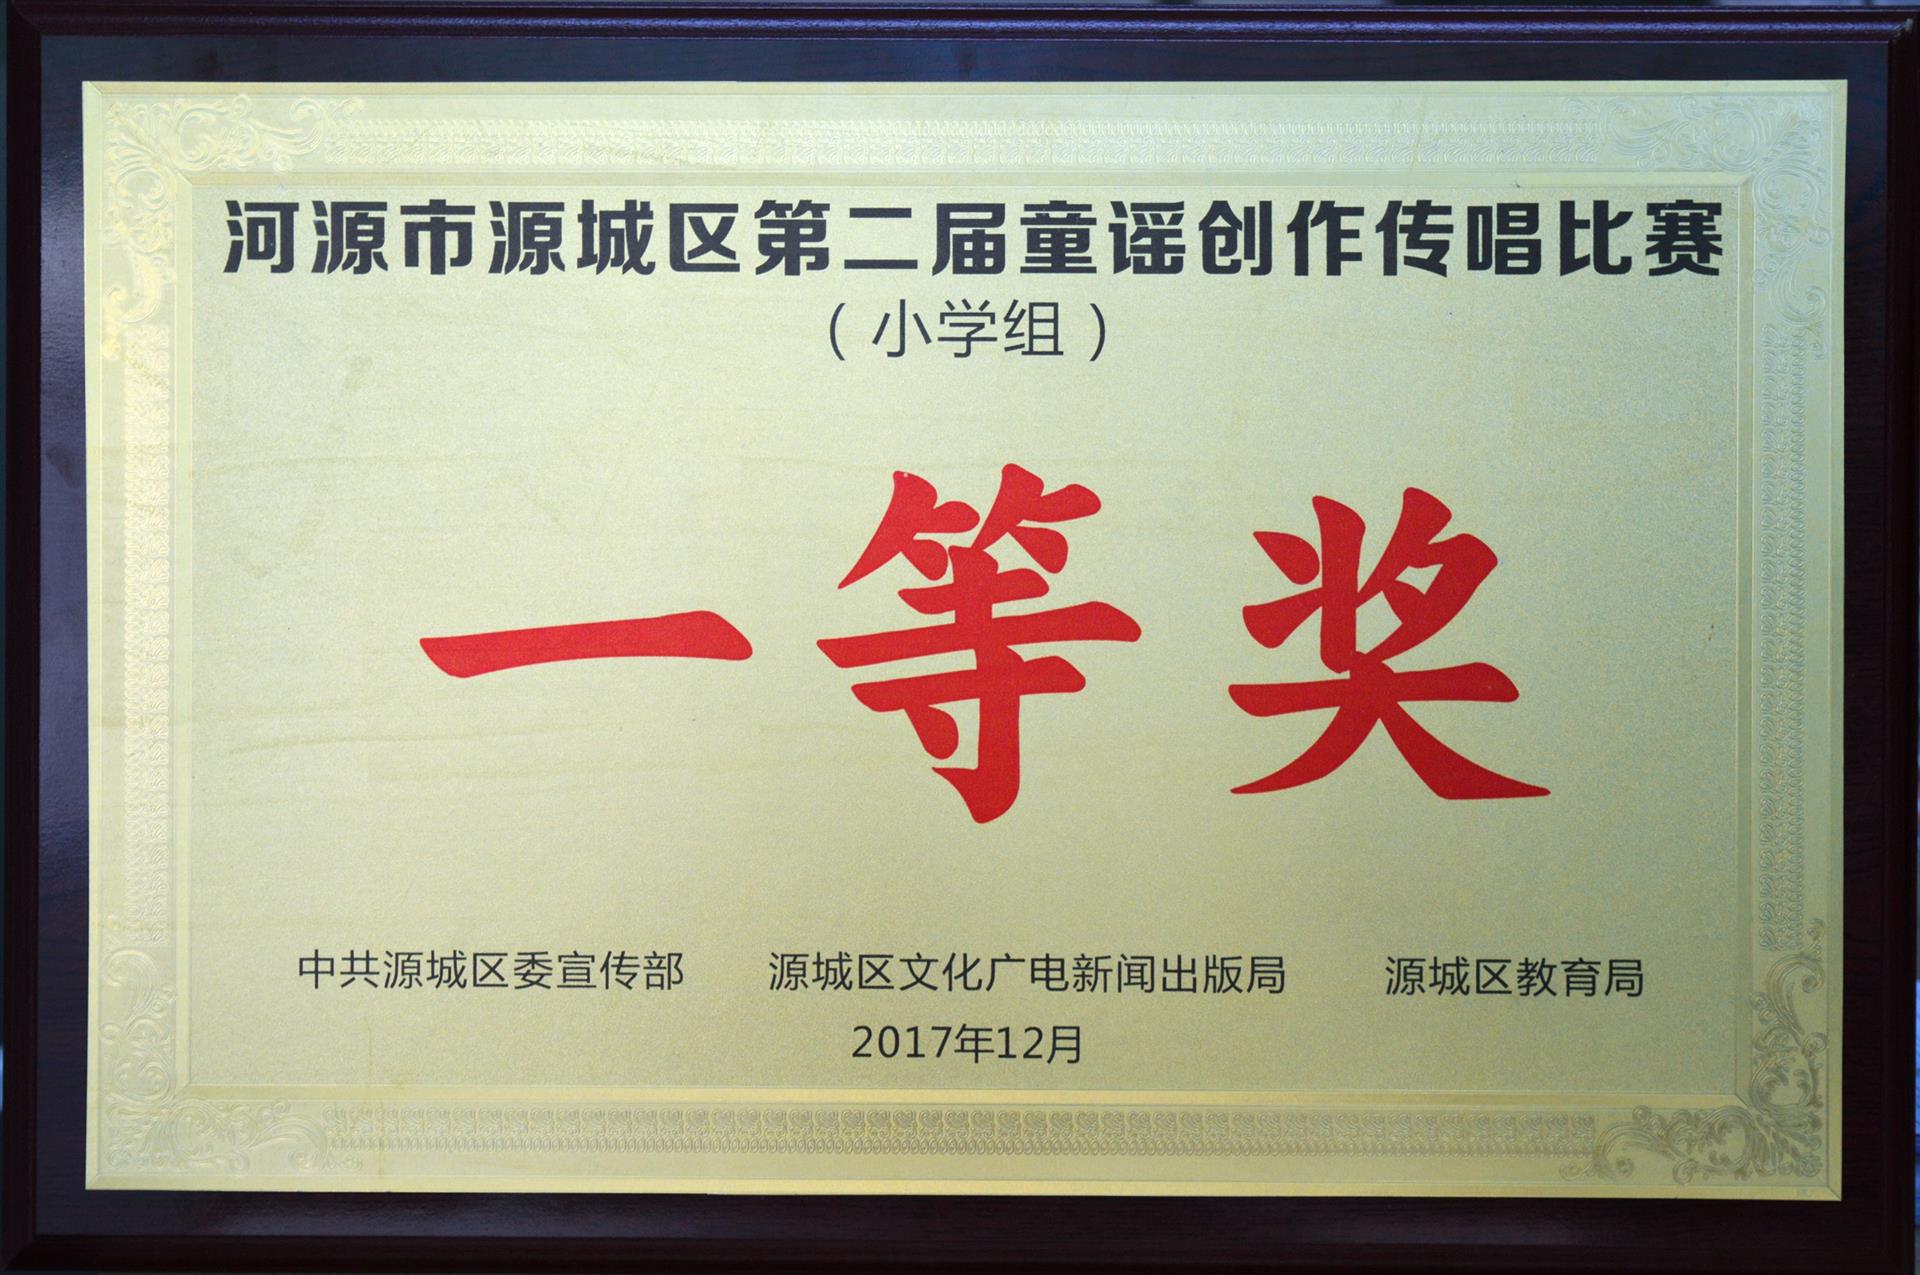 河源市源城区第二届童谣创作传唱比赛
（小学组）
一等奖
中共源城区委宣传部 源城区文化广电新闻出版局 源城区教育局
2017年12月